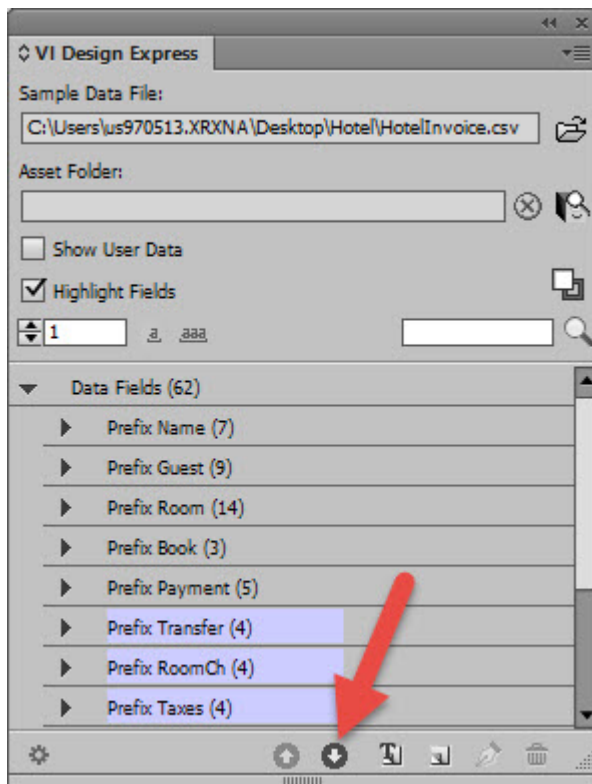 VI Design Express
Sample Data File:
C:\Users\us970513.XRXNA\Desktop\Hotel\HotelInvoice.csv
Asset Folder:
Show User Data
Highlight Fields
1 a aaa
Data Fields (62)
Prefix Name (7)
Prefix Guest (9)
Prefix Room (14)
Prefix Book (3)
Prefix Payment (5)
Prefix Transfer (4)
Prefix RoomCh (4)
Prefix Taxes (4)
T